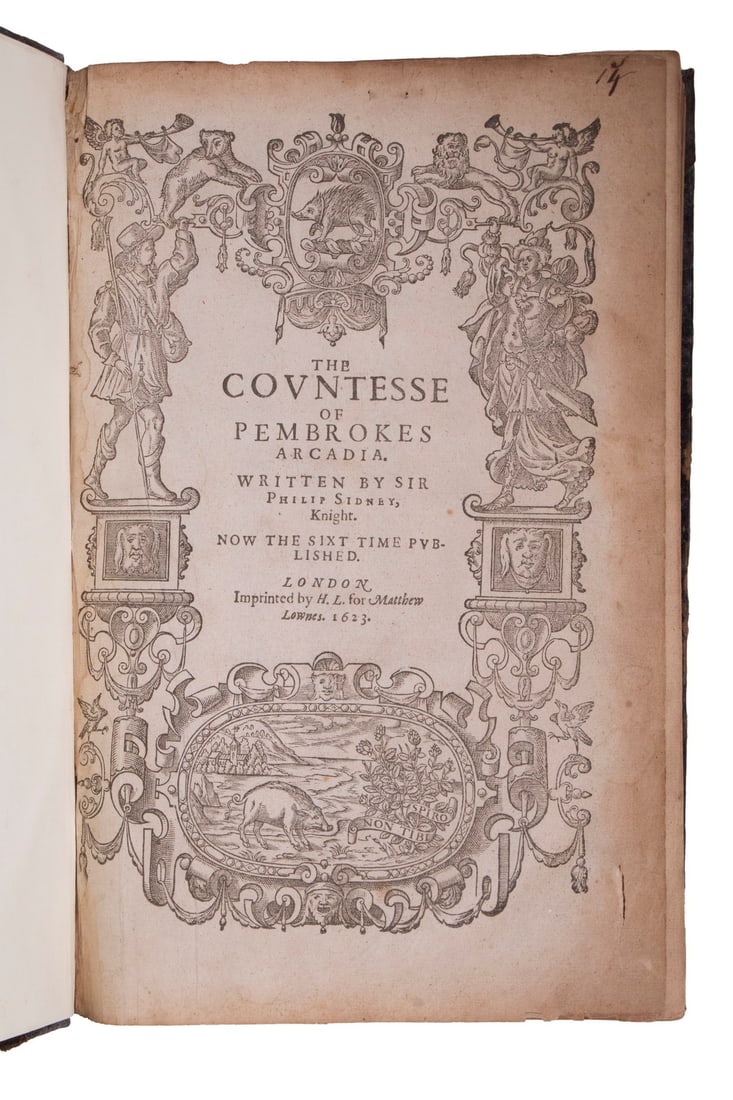 14
THE
COVNTESSE
OF
PEMBROKES
ARCADIA.
WRITTEN BY SIR
PHILIP SIDNEY,
Knight.
NOW THE SIXT TIME PVB-
LISHED.
LONDON
Imprinted by H. L. for Matthew
Lownes. 1623.
SPIRO
NON TIBI